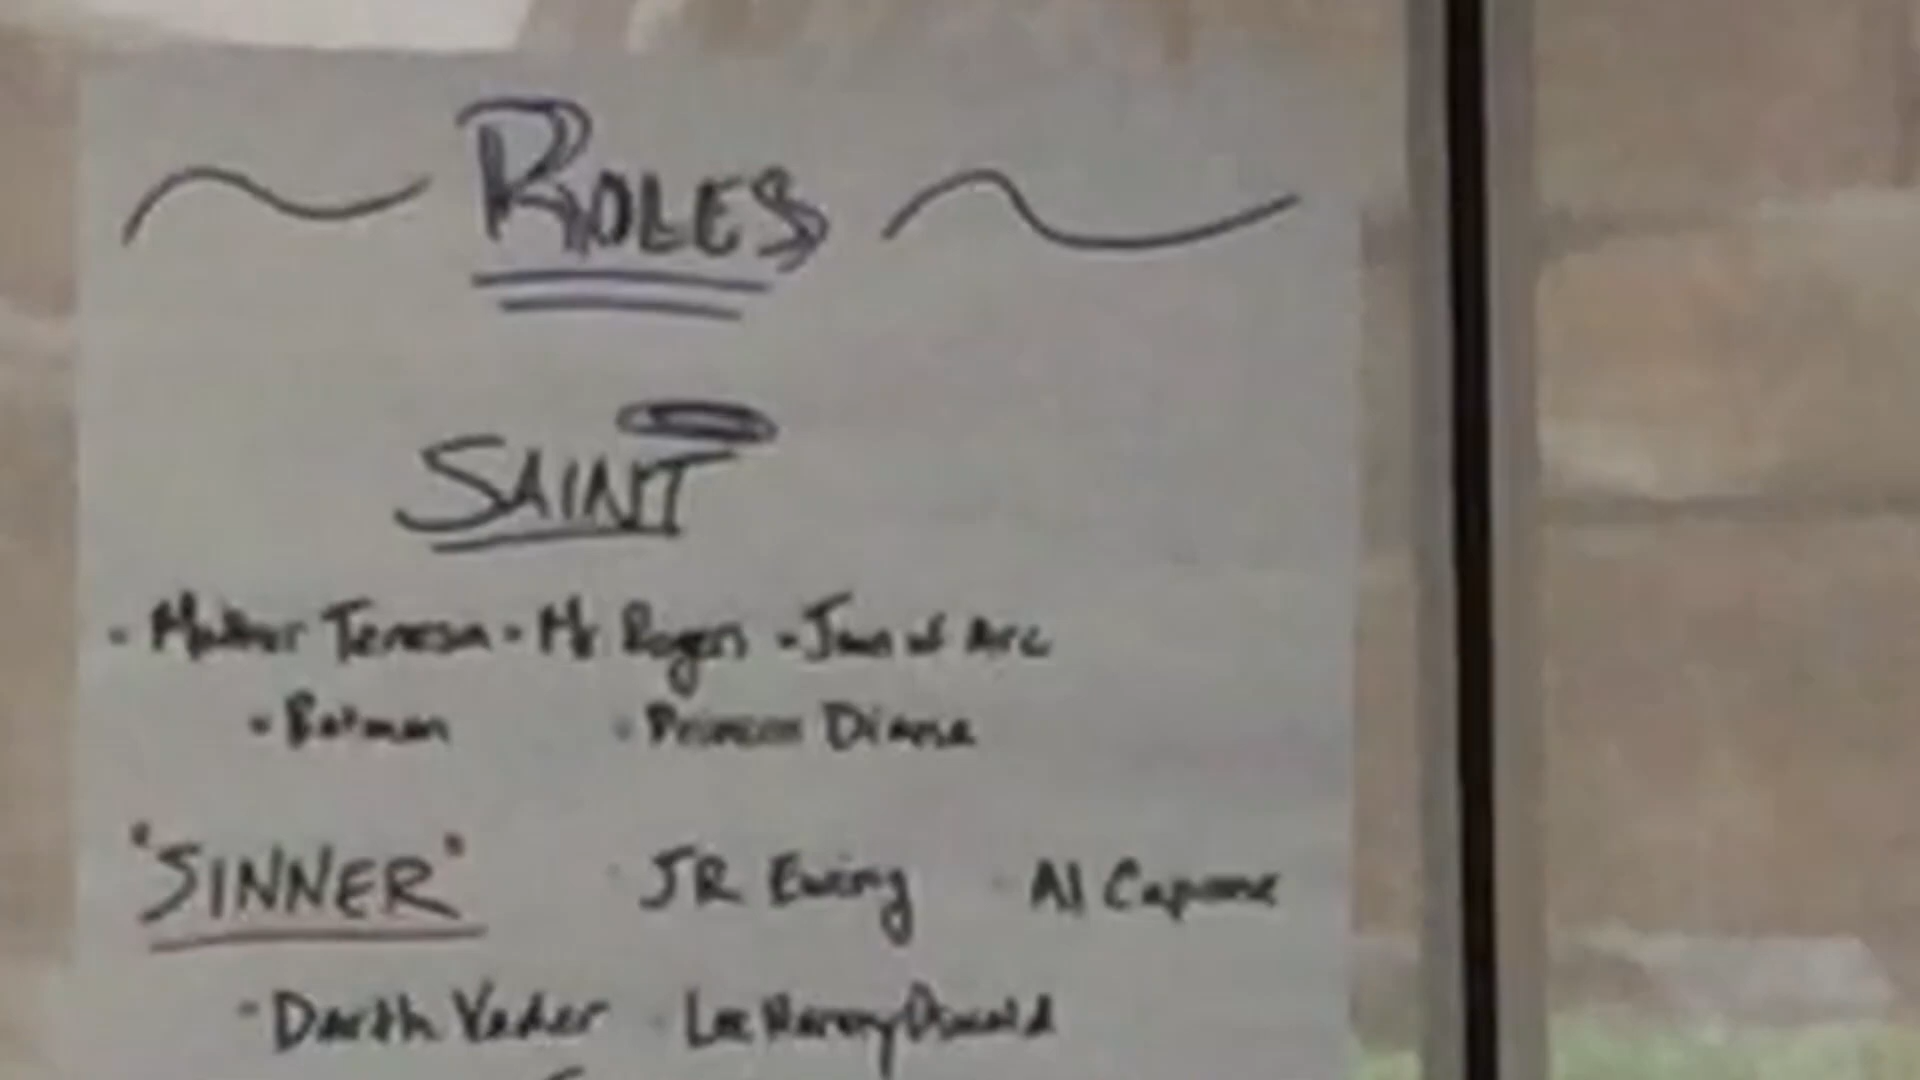 ROLES
SAINT
• Mother Teresa • Mr Rogers • Joan of Arc
• Batman • Princess Diana
"SINNER" • JR Ewing • Al Capone
• Darth Vader • Lee Harvey Oswald